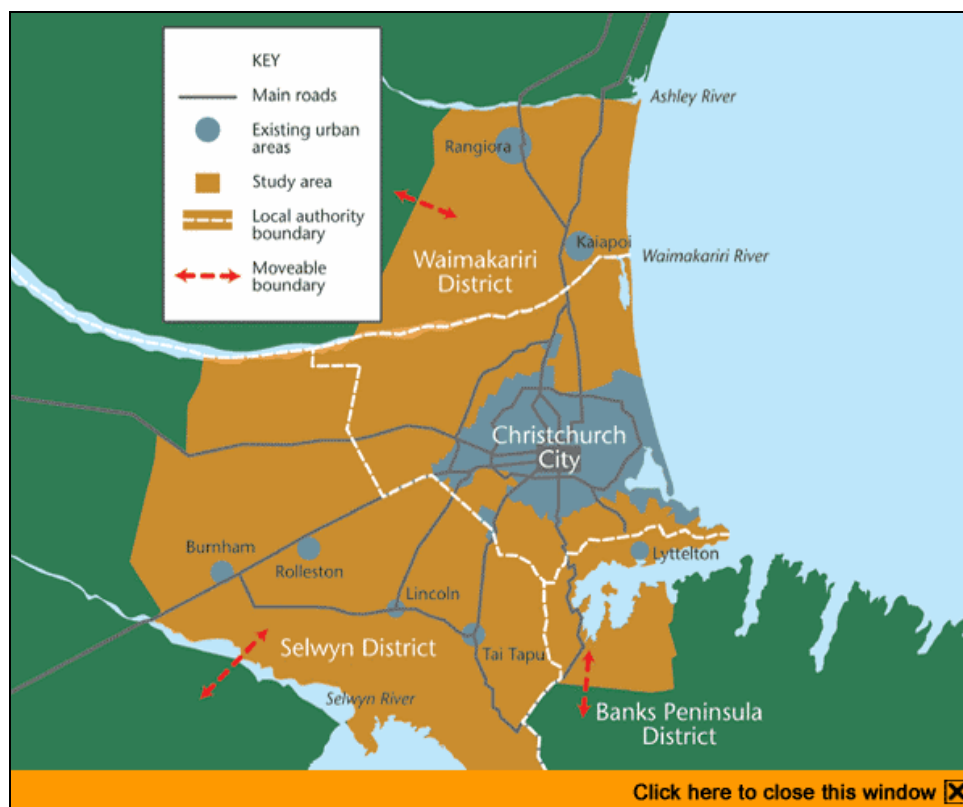 KEY
Main roads
Existing urban
areas
Study area
Local authority
boundary
Moveable
boundary
Ashley River
Rangiora
Kaiapoi
Waimakariri River
Waimakariri
District
Christchurch
City
Burnham
Rolleston
Lyttelton
Lincoln
Selwyn District
Tai Tapu
Selwyn River
Banks Peninsula
District
Click here to close this window